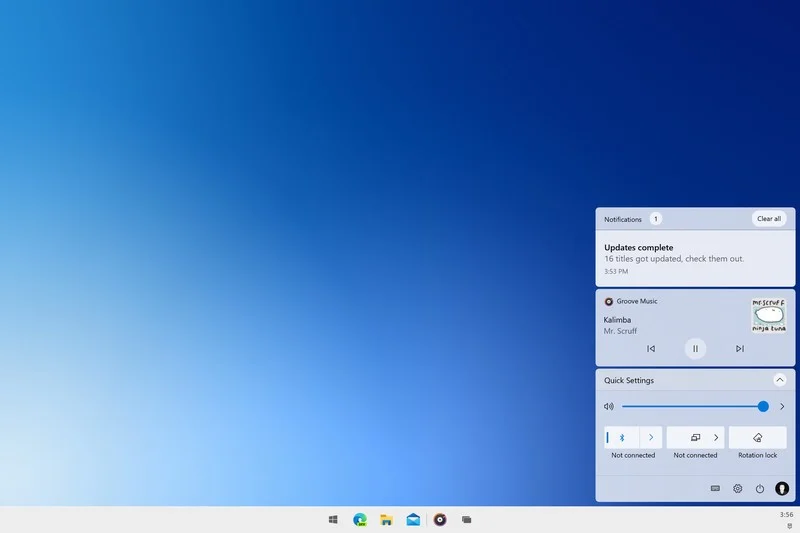 Notifications 1 Clear all
Updates complete
16 titles got updated, check them out.
3:53 PM
Groove Music
mr.scruff
ninja tuna
Kalimba
Mr. Scruff
Quick Settings
Not connected Not connected Rotation lock
3:56